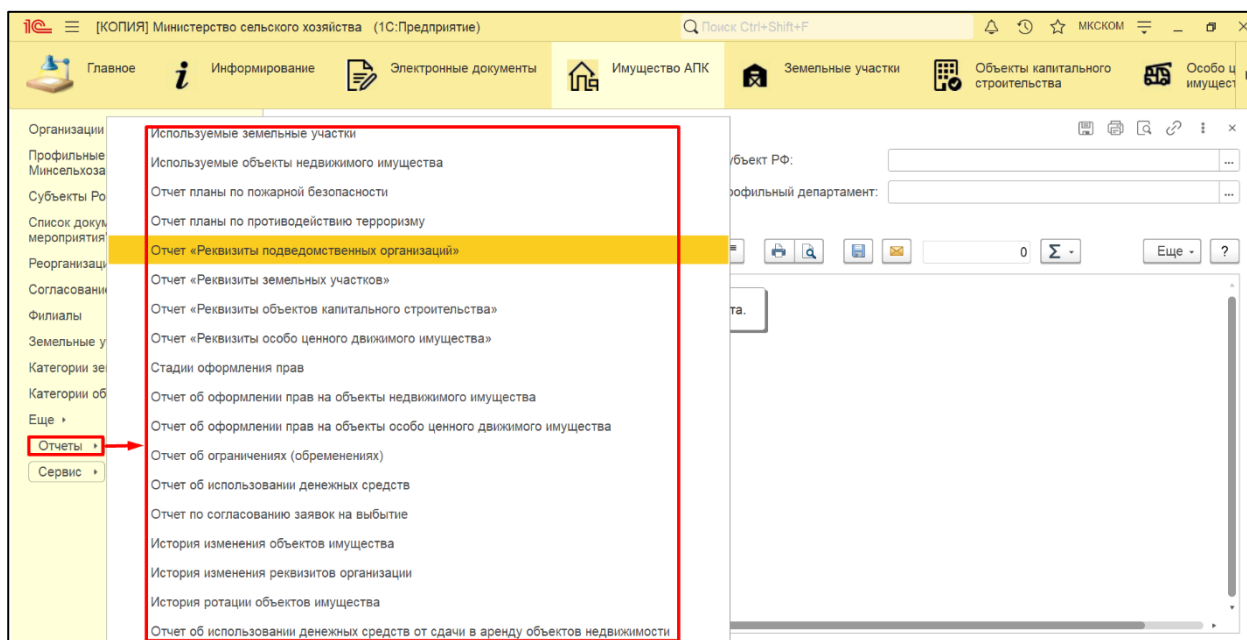 [КОПИЯ] Министерство сельского хозяйства (1С:Предприятие)
Поиск Ctrl+Shift+F
МКСКОМ
Главное
Информирование
Электронные документы
Имущество АПК
Земельные участки
Объекты капитального
строительства
Особо ц
имущест
Организации
Профильные
Минсельхоза
Субъекты Ро
Список докум
мероприятия"
Реорганизаци
Согласование
Филиалы
Земельные у
Категории зе
Категории об
Еще
Отчеты
Сервис
Используемые земельные участки
Используемые объекты недвижимого имущества
Отчет планы по пожарной безопасности
Отчет планы по противодействию терроризму
Отчет «Реквизиты подведомственных организаций»
Отчет «Реквизиты земельных участков»
Отчет «Реквизиты объектов капитального строительства»
Отчет «Реквизиты особо ценного движимого имущества»
Стадии оформления прав
Отчет об оформлении прав на объекты недвижимого имущества
Отчет об оформлении прав на объекты особо ценного движимого имущества
Отчет об ограничениях (обременениях)
Отчет об использовании денежных средств
Отчет по согласованию заявок на выбытие
История изменения объектов имущества
История изменения реквизитов организации
История ротации объектов имущества
Отчет об использовании денежных средств от сдачи в аренду объектов недвижимости
убъект РФ:
...
рофильный департамент:
...
0
Σ
Еще
?
та.